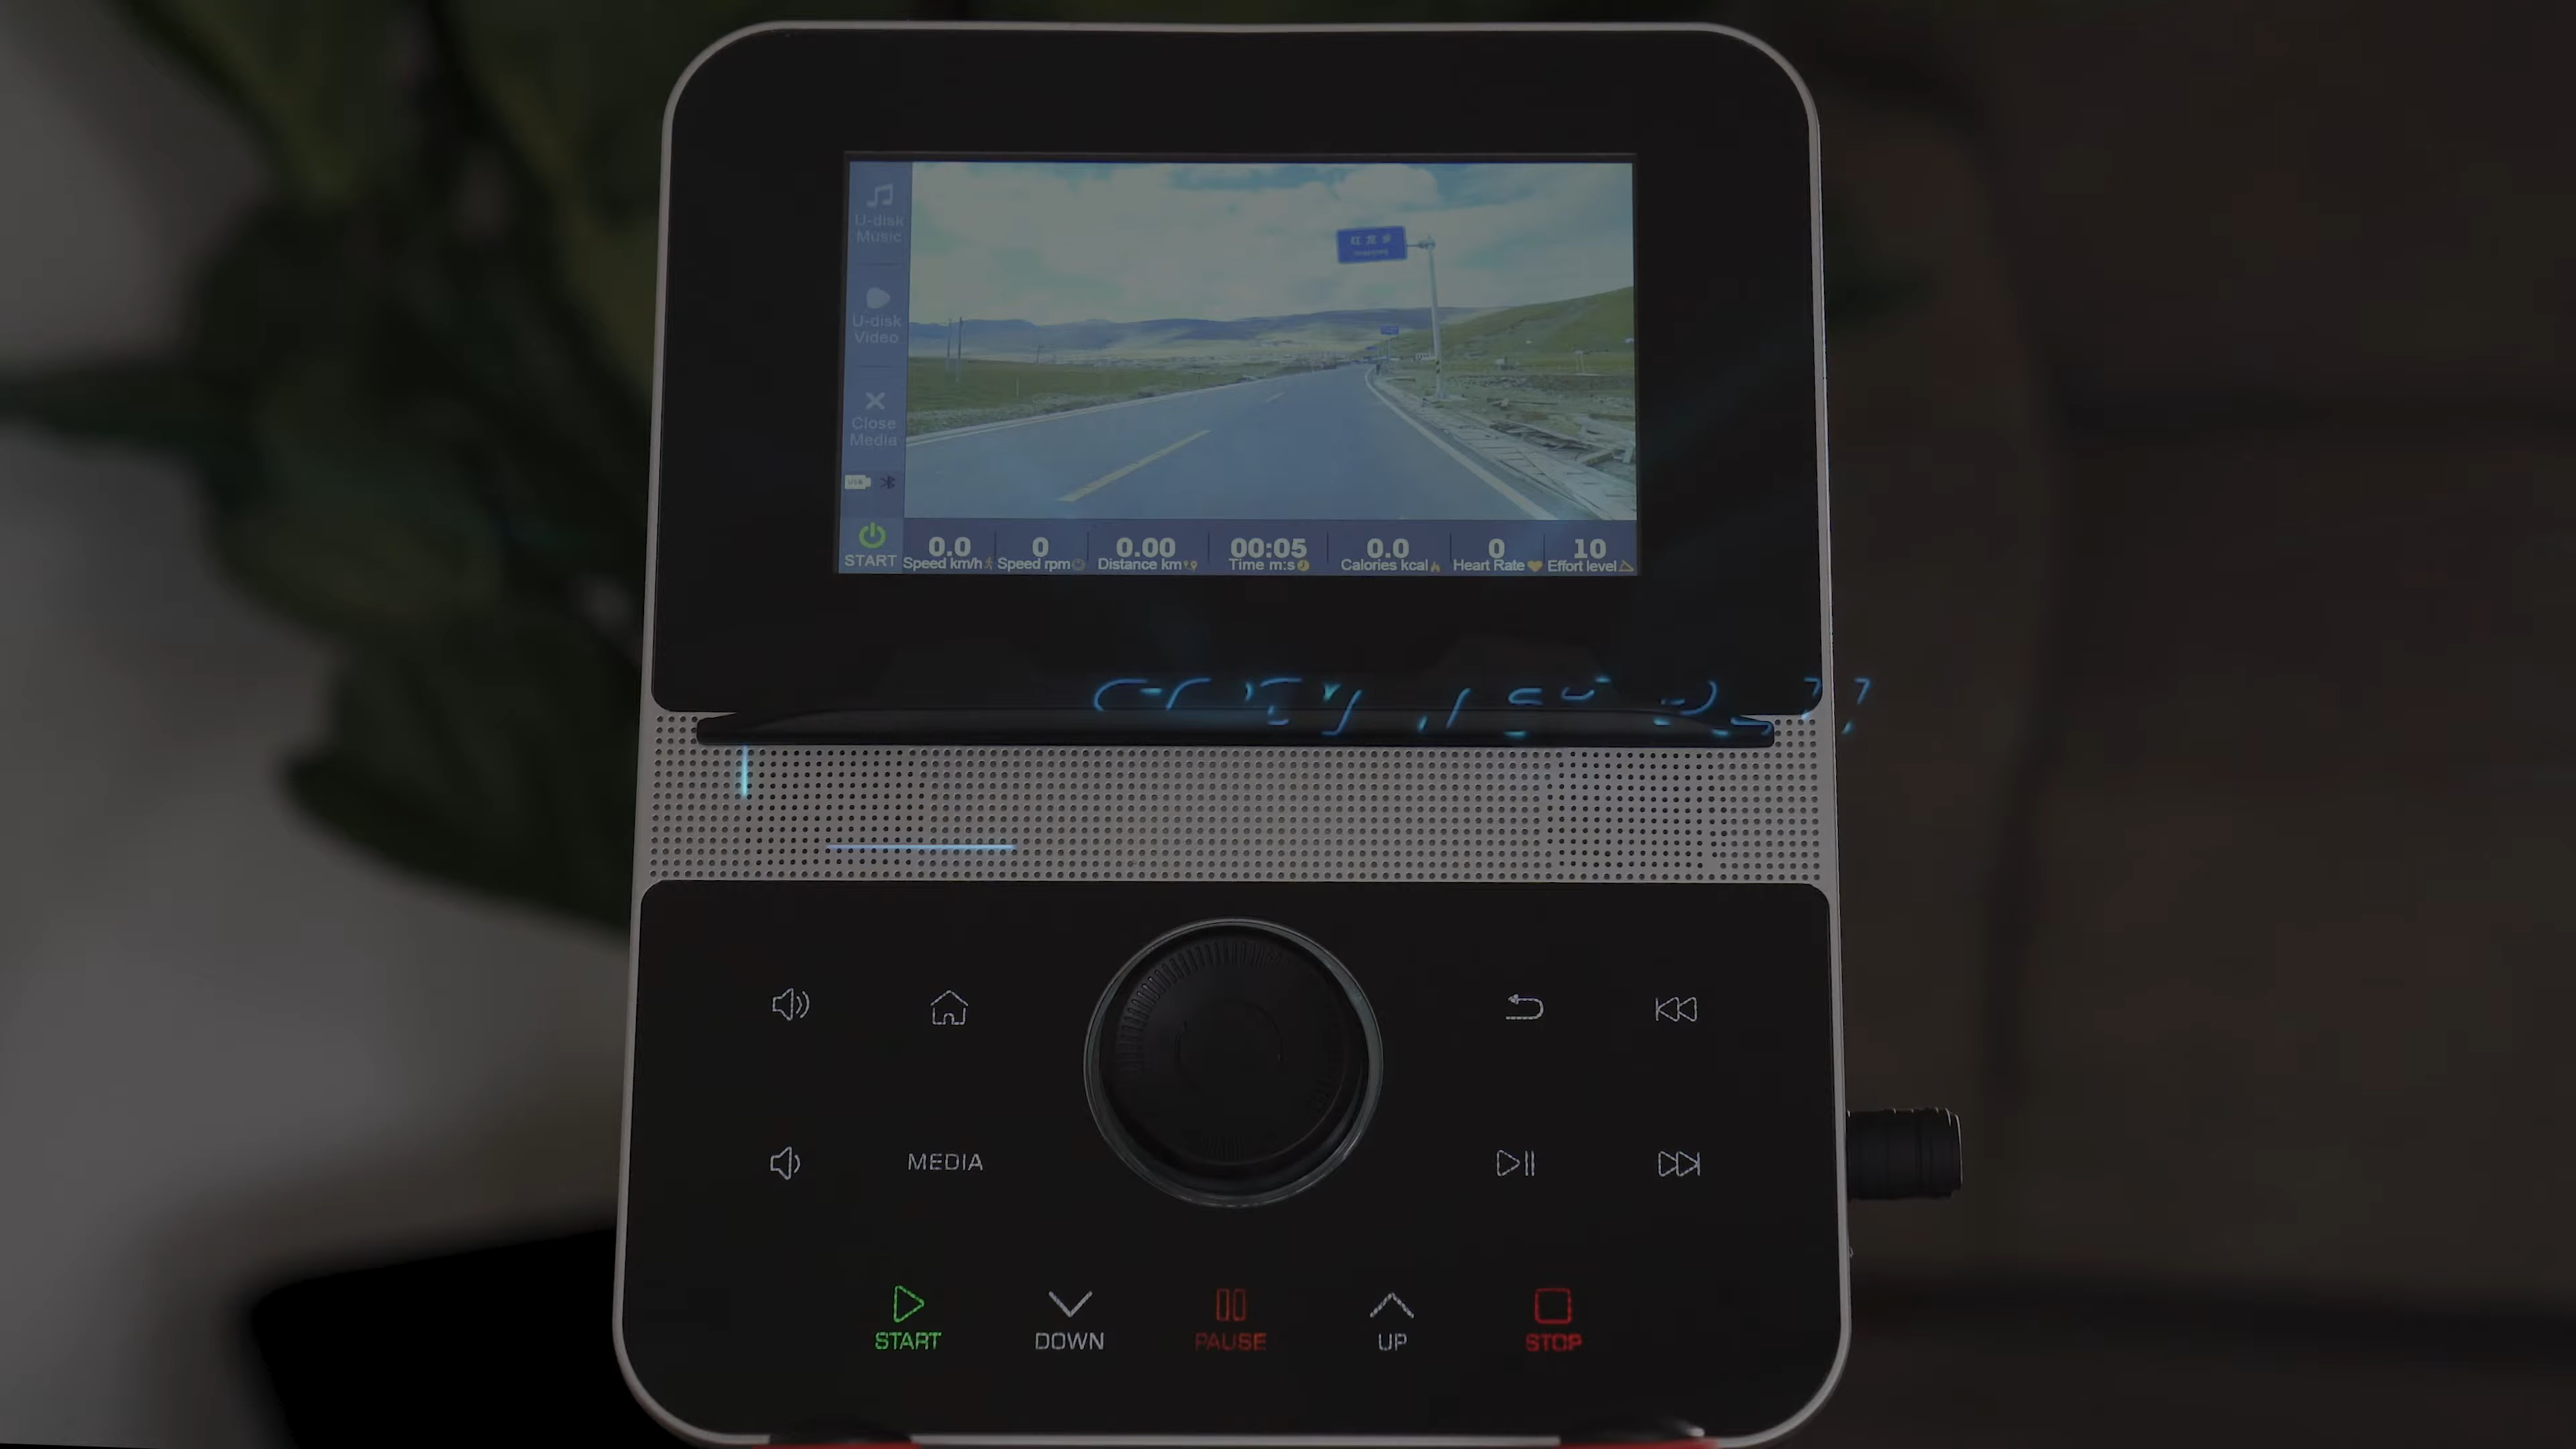 U-disk
Music
U-disk
Video
Close
Media
USB
START
0.0 0 0.00 00:05 0.0 0 10
Speed km/h Speed rpm Distance km Time m:s Calories kcal Heart Rate Effort level
MEDIA
START DOWN PAUSE UP STOP